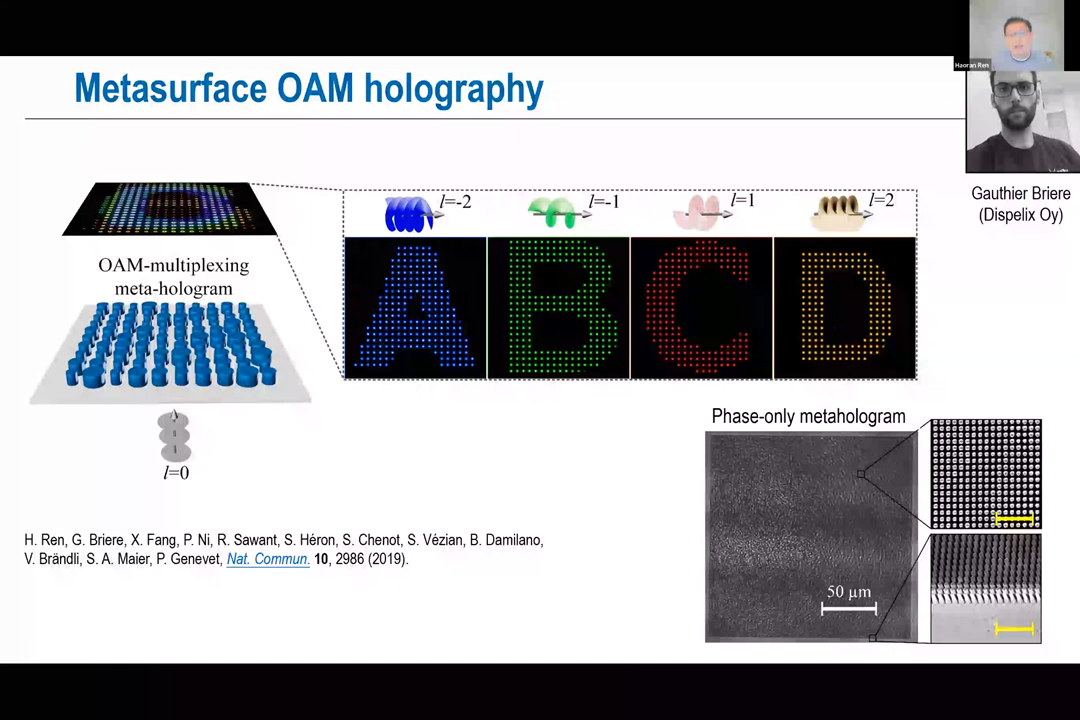 Metasurface OAM holography
Haoran Ren
Gauthier Briere
(Dispelix Oy)
l=-2
l=-1
l=1
l=2
OAM-multiplexing
meta-hologram
l=0
Phase-only metahologram
50 µm
H. Ren, G. Briere, X. Fang, P. Ni, R. Sawant, S. Héron, S. Chenot, S. Vézian, B. Damilano,
V. Brändli, S. A. Maier, P. Genevet, Nat. Commun. 10, 2986 (2019).
A B C D